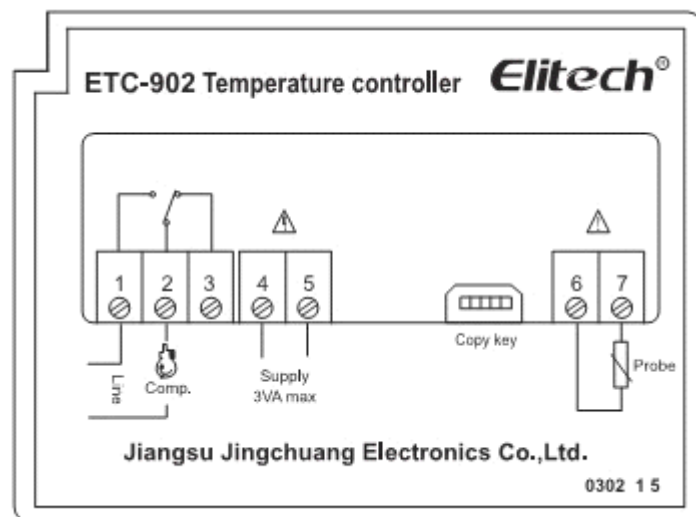 ETC-902 Temperature controller Elitech®
1 2 3 4 5 6 7
Copy key
Line
Comp.
Supply
3VA max
Probe
Jiangsu Jingchuang Electronics Co.,Ltd.
0302 1 5